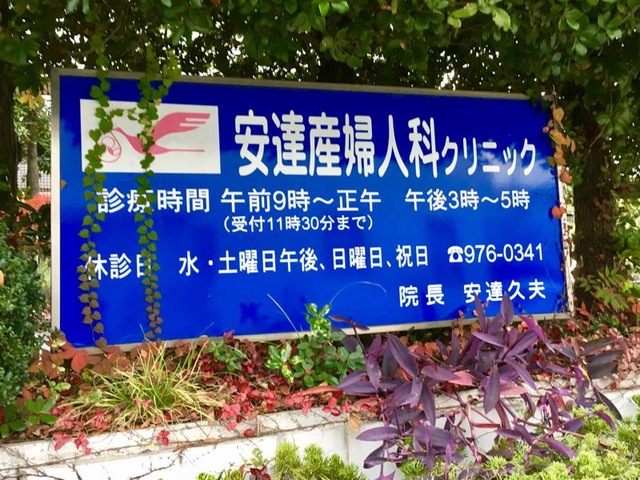 安達産婦人科クリニック
診療時間 午前9時〜正午 午後3時〜5時
（受付11時30分まで）
休診日 水・土曜日午後、日曜日、祝日 ☎976-0341
院長 安達久夫